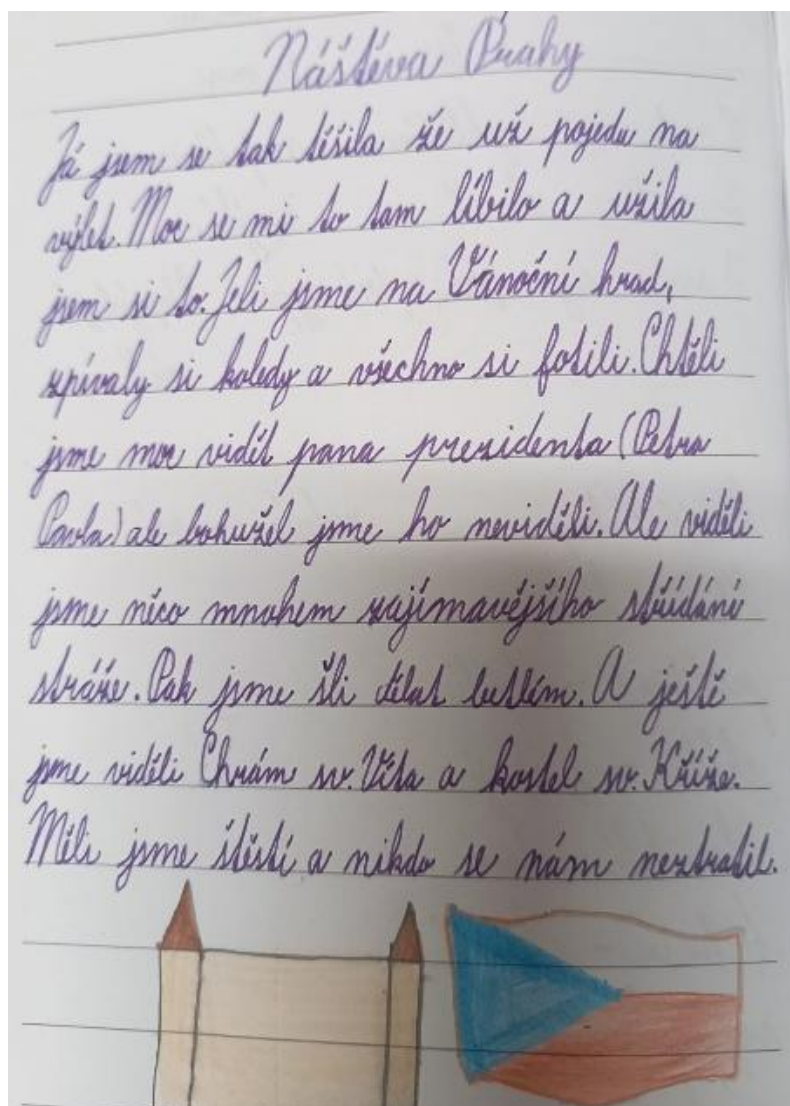 Náštěva Prahy
Já jsem se tak těšila že už pojedu na
výlet. Moc se mi to tam líbilo a užila
jsem si to. Jeli jsme na Vánoční hrad,
zpívaly si koledy a všechno si fotili. Chtěli
jsme moc vidět pana prezidenta (Petra
Pavla) ale bohužel jsme ho neviděli. Ale viděli
jsme něco mnohem zajímavějšího střídání
stráže. Pak jsme šli dělat betlém. A ještě
jsme viděli Chrám sv. Víta a kostel sv. Kříže.
Měli jsme štěstí a nikdo se nám neztratil.